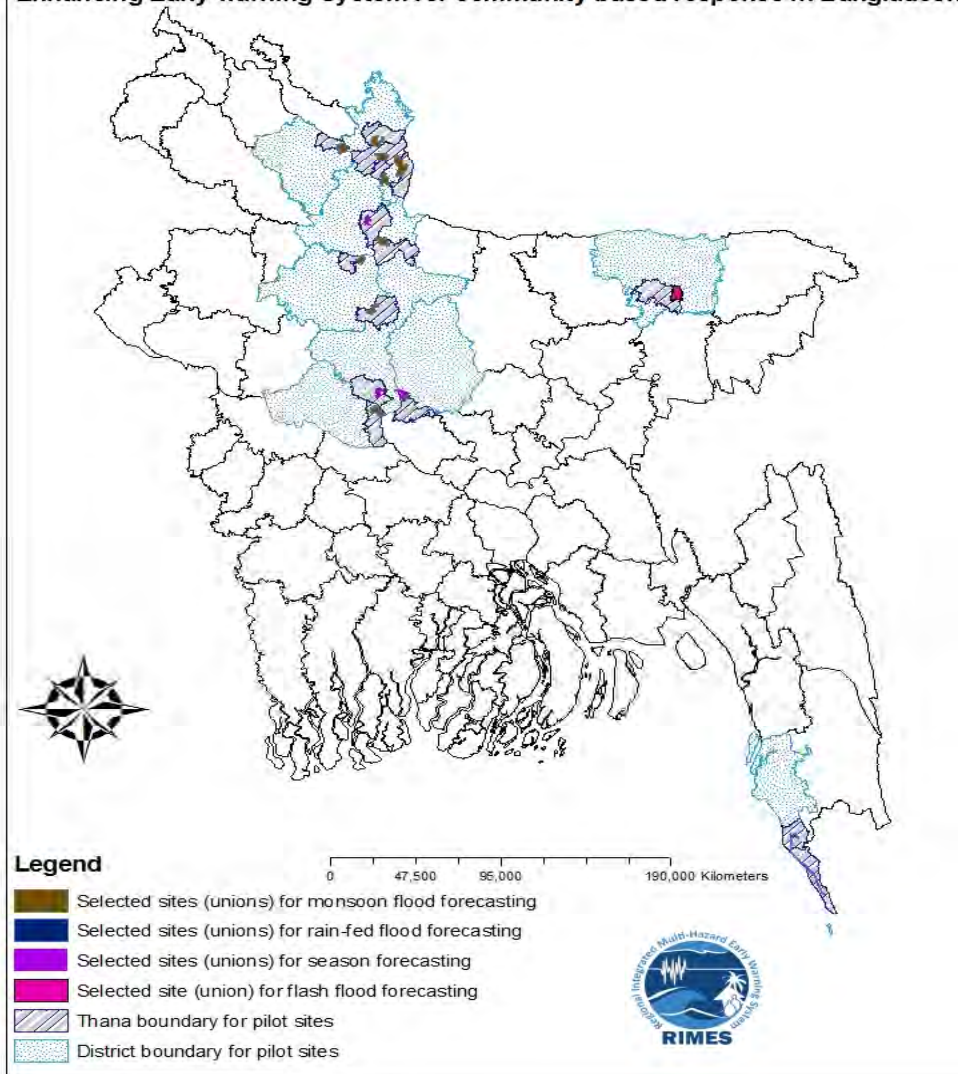 Enhancing Early Warning System for community based response in Bangladesh
Legend
0 47,500 95,000 190,000 Kilometers
Selected sites (unions) for monsoon flood forecasting
Selected sites (unions) for rain-fed flood forecasting
Selected sites (unions) for season forecasting
Selected site (union) for flash flood forecasting
Thana boundary for pilot sites
District boundary for pilot sites
Regional Integrated Multi-Hazard Early Warning System
RIMES